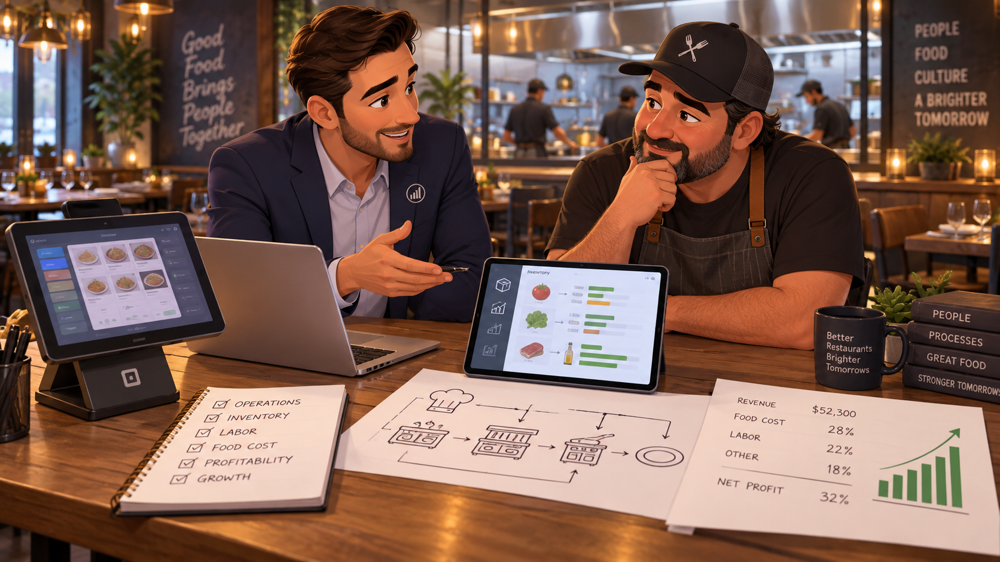 Good
Food
Brings
People
Together
PEOPLE
FOOD
CULTURE
A BRIGHTER
TOMORROW
Inventory
Better
Restaurants
Brighter
Tomorrows
PEOPLE
PROCESSES
GREAT FOOD
STRONGER TOMORROWS
OPERATIONS
INVENTORY
LABOR
FOOD COST
PROFITABILITY
GROWTH
REVENUE $52,300
FOOD COST 28%
LABOR 22%
OTHER 18%
NET PROFIT 32%